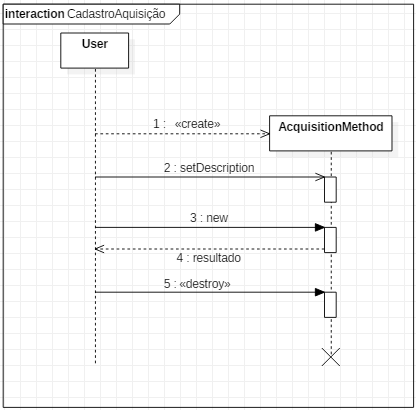 interaction CadastroAquisição
User
1 : «create»
AcquisitionMethod
2 : setDescription
3 : new
4 : resultado
5 : «destroy»